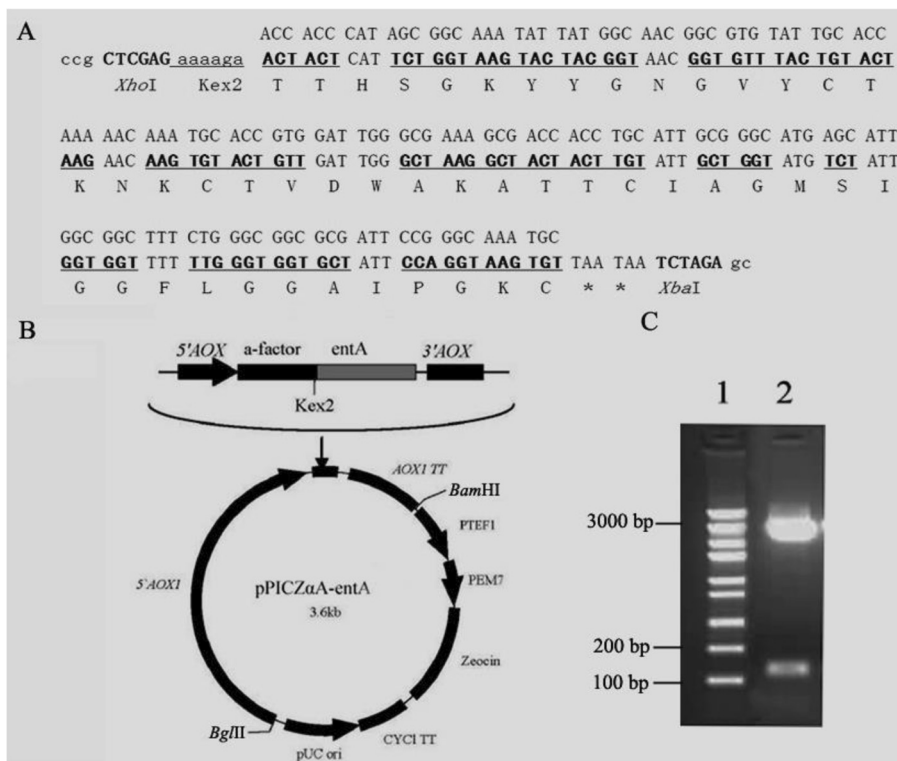 A
ACC ACC CAT AGC GGC AAA TAT TAT GGC AAC GGC GTG TAT TGC ACC
ccg CTCGAG aaaaga ACT ACT CAT TCT GGT AAG TAC TAC GGT AAC GGT GTT TAC TGT ACT
XhoI Kex2 T T H S G K Y Y G N G V Y C T
AAA AAC AAA TGC ACC GTG GAT TGG GCG AAA GCG ACC ACC TGC ATT GCG GGC ATG AGC ATT
AAG AAC AAG TGT ACT GTT GAT TGG GCT AAG GCT ACT ACT TGT ATT GCT GGT ATG TCT ATT
K N K C T V D W A K A T T C I A G M S I
GGC GGC TTT CTG GGC GGC GCG ATT CCG GGC AAA TGC
GGT GGT TTT TTG GGT GGT GCT ATT CCA GGT AAG TGT TAA TAA TCTAGA gc
G G F L G G A I P G K C * * XbaI
B
5'AOX a-factor entA 3'AOX
Kex2
AOX1 TT
BamHI
PTEF1
PEM7
Zeocin
CYC1 TT
pUC ori
BglII
5`AOX1
pPICZαA-entA
3.6kb
C
1 2
3000 bp
200 bp
100 bp